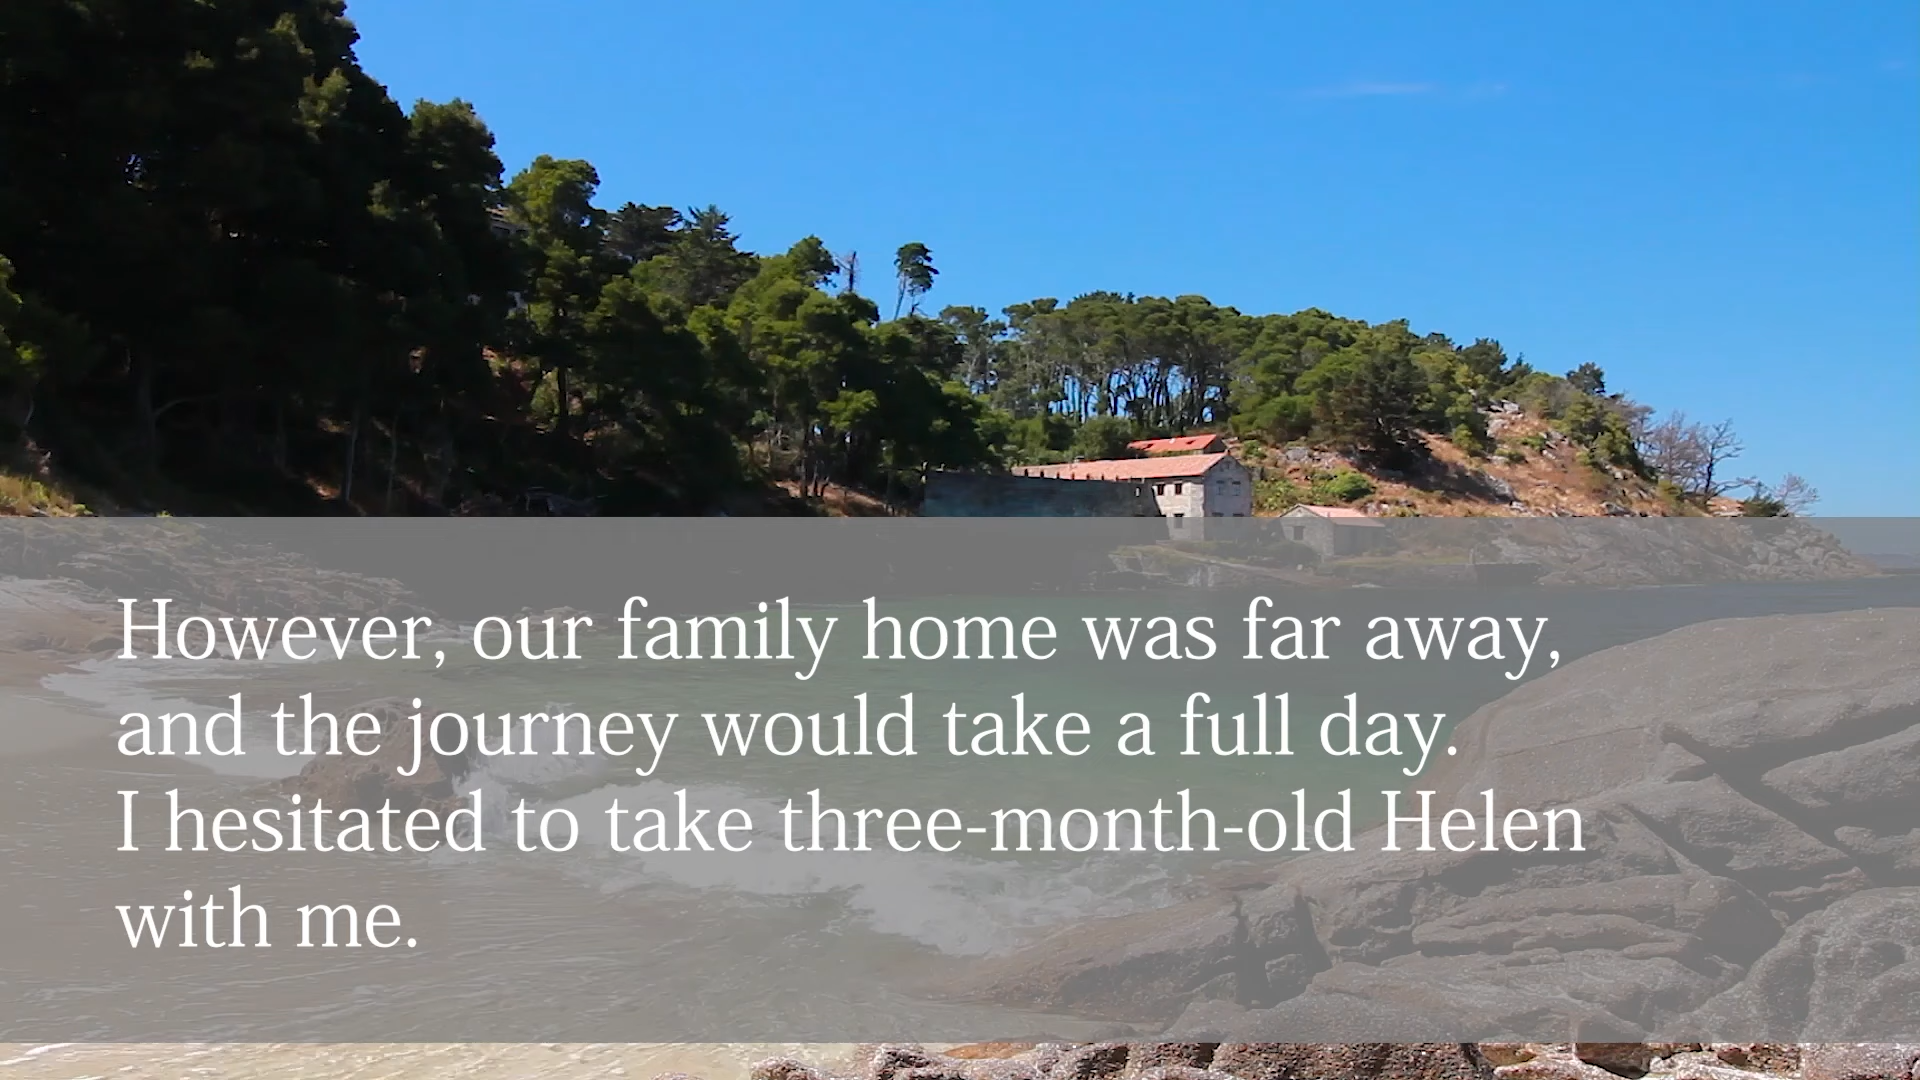 However, our family home was far away,
and the journey would take a full day.
I hesitated to take three-month-old Helen
with me.